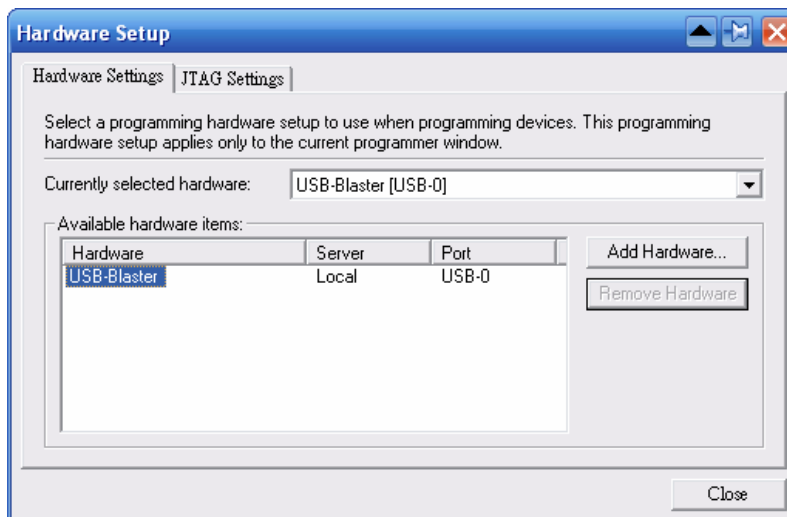 Hardware Setup
Hardware Settings JTAG Settings
Select a programming hardware setup to use when programming devices. This programming
hardware setup applies only to the current programmer window.
Currently selected hardware: USB-Blaster [USB-0]
Available hardware items:
Hardware Server Port
USB-Blaster Local USB-0
Add Hardware...
Remove Hardware
Close